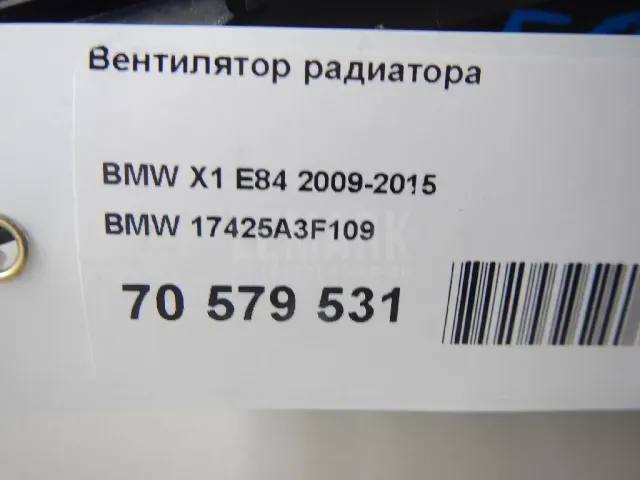 Вентилятор радиатора
BMW X1 E84 2009-2015
BMW 17425A3F109
70 579 531